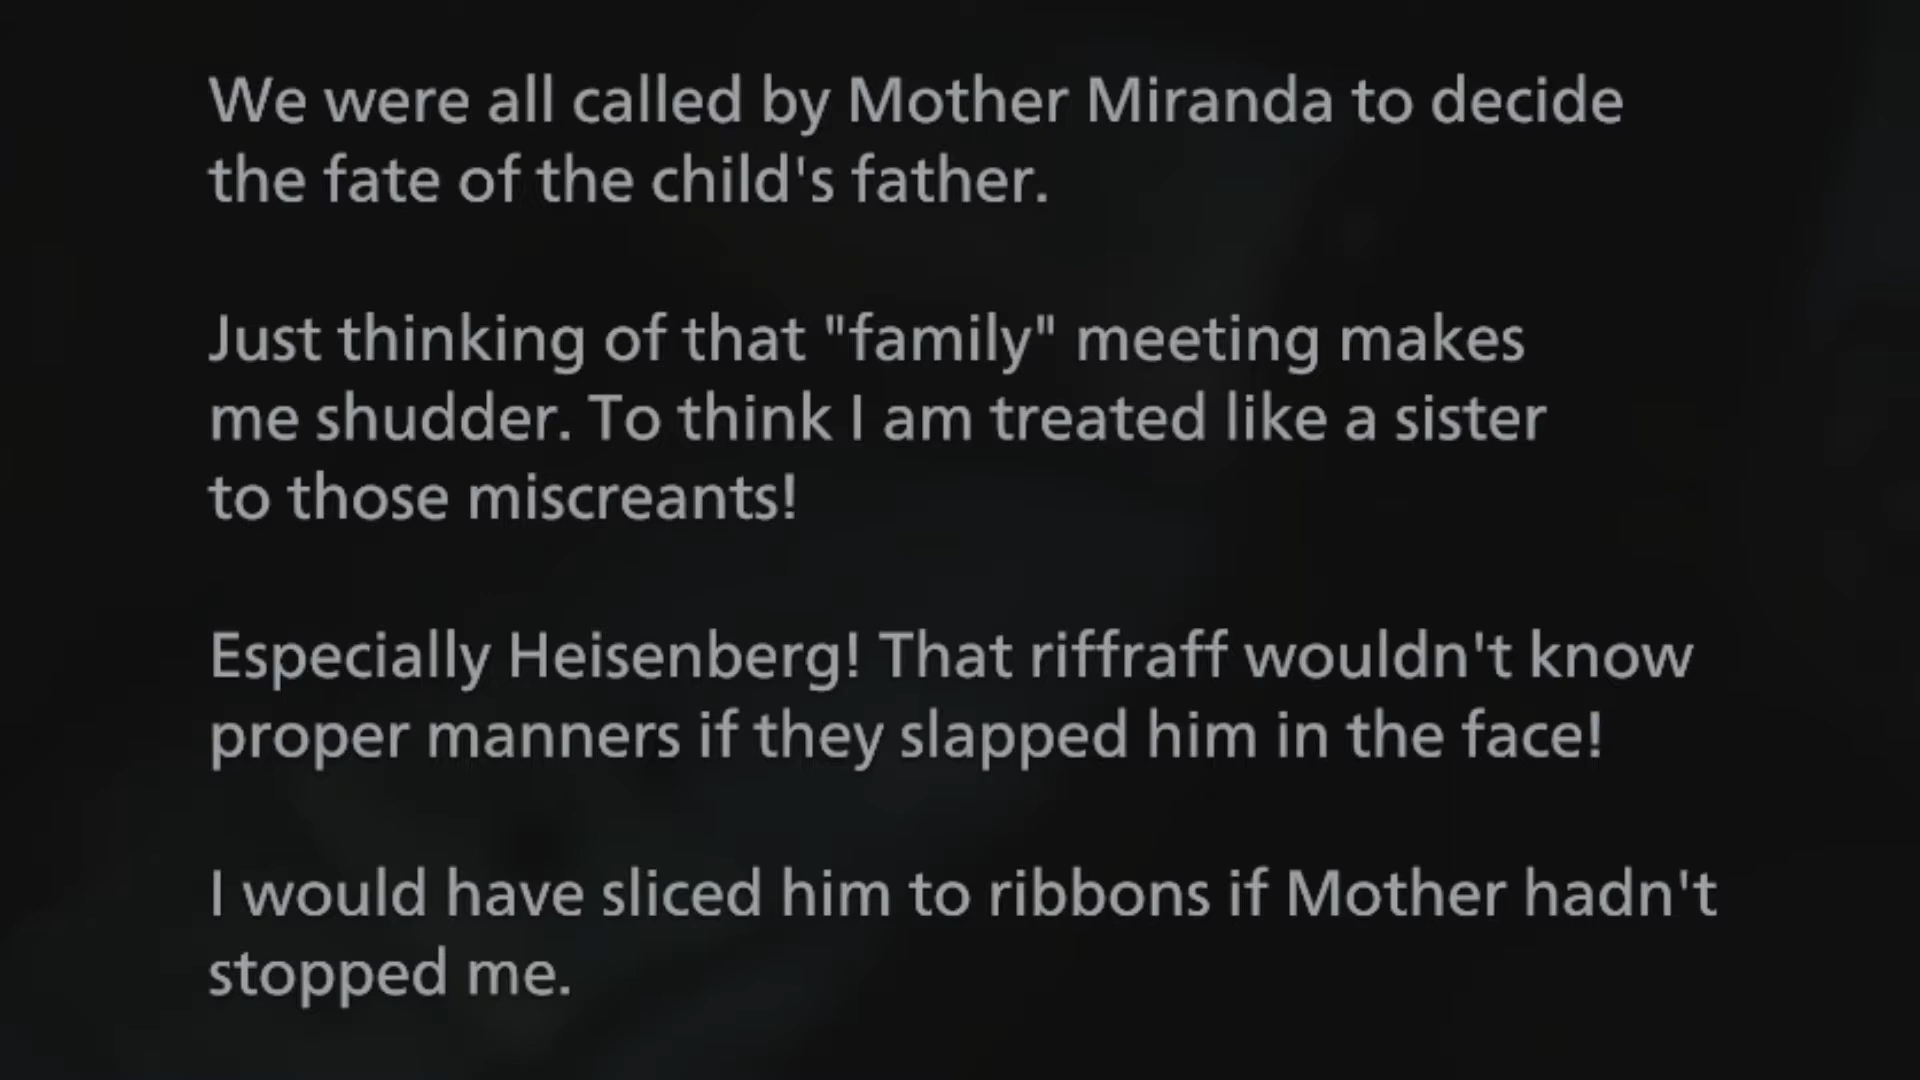 We were all called by Mother Miranda to decide
the fate of the child's father.
Just thinking of that "family" meeting makes
me shudder. To think I am treated like a sister
to those miscreants!
Especially Heisenberg! That riffraff wouldn't know
proper manners if they slapped him in the face!
I would have sliced him to ribbons if Mother hadn't
stopped me.